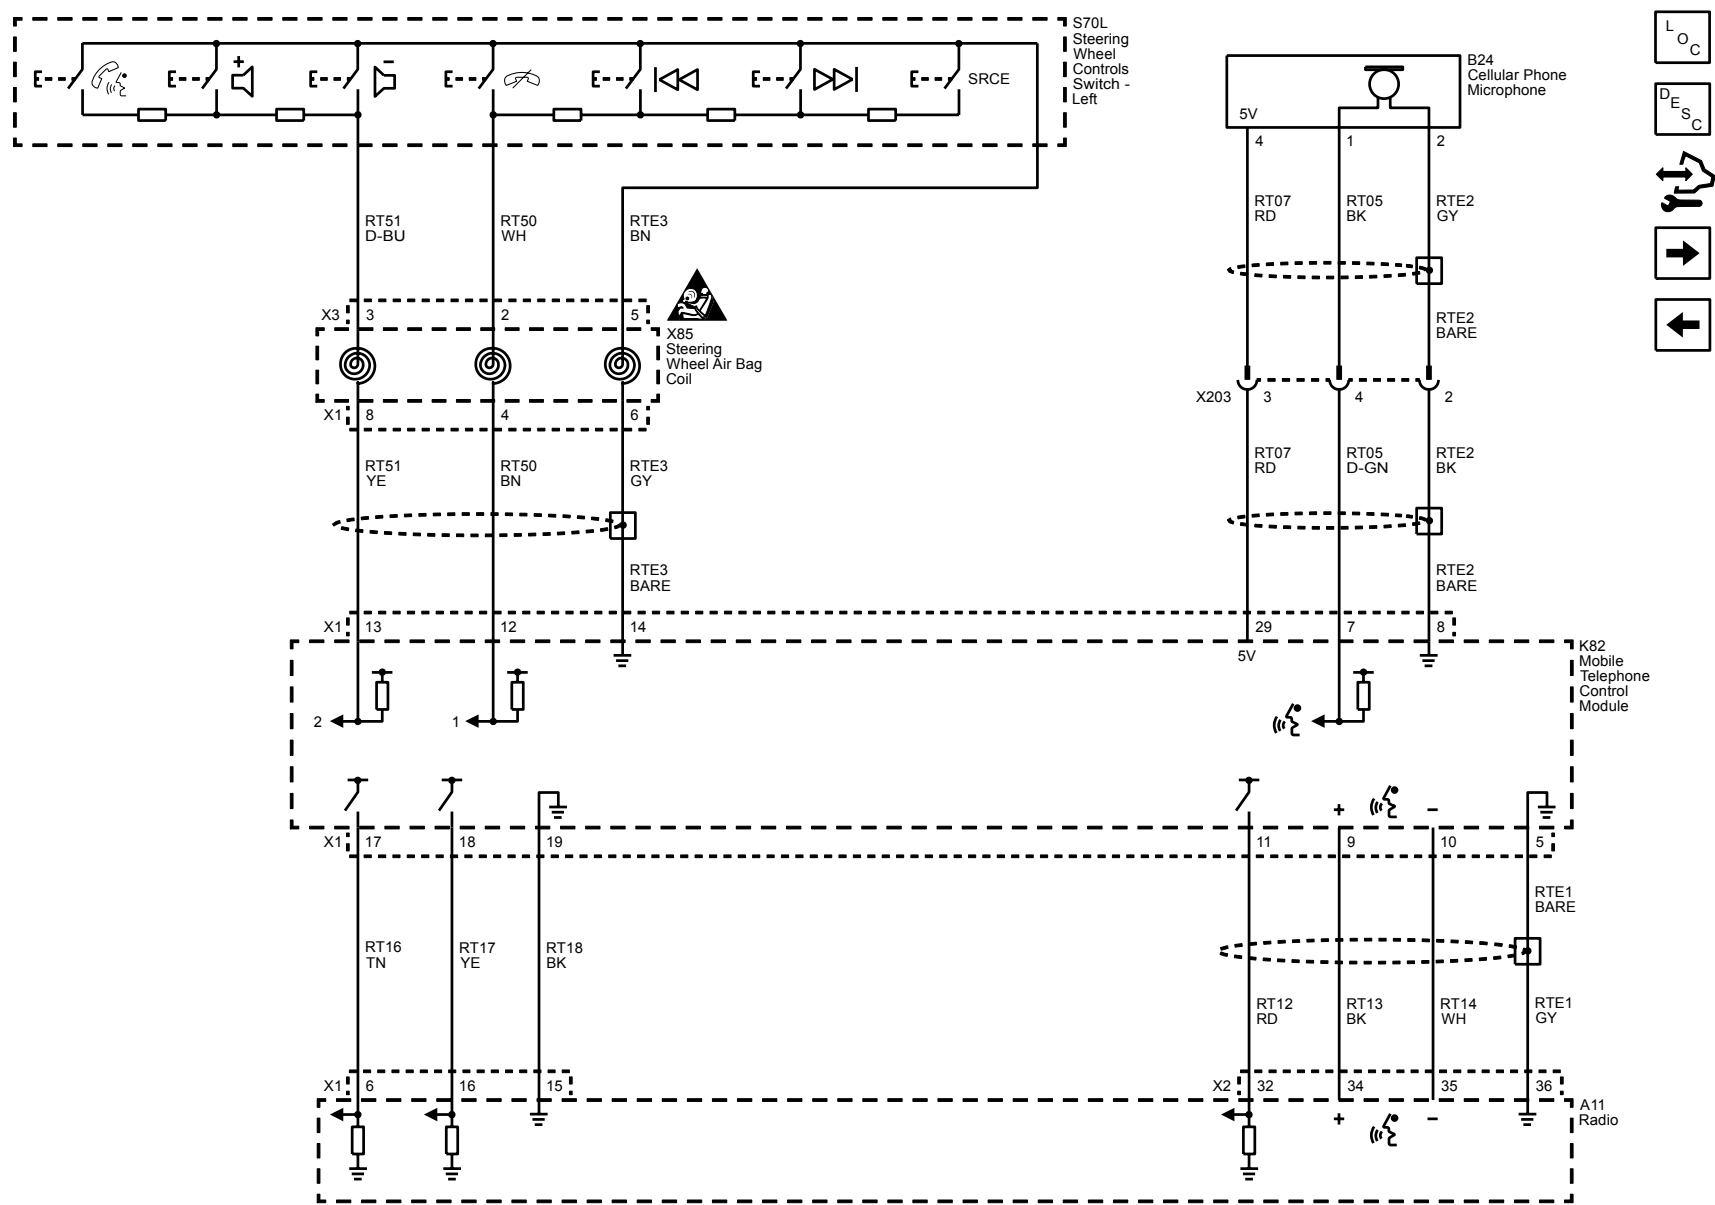 S70L
Steering
Wheel
Controls
Switch -
Left
+
-
SRCE
B24
Cellular Phone
Microphone
5V
4 1 2
L O C
D E S C
RT51
D-BU
RT50
WH
RTE3
BN
RT07
RD
RT05
BK
RTE2
GY
RTE2
BARE
X3 3 2 5
X85
Steering
Wheel Air Bag
Coil
X1 8 4 6
X203 3 4 2
RT51
YE
RT50
BN
RTE3
GY
RT07
RD
RT05
D-GN
RTE2
BK
RTE3
BARE
RTE2
BARE
X1 13 12 14 29 7 8
5V
K82
Mobile
Telephone
Control
Module
2 1
+ -
X1 17 18 19 11 9 10 5
RTE1
BARE
RT16
TN
RT17
YE
RT18
BK
RT12
RD
RT13
BK
RT14
WH
RTE1
GY
X1 6 16 15 X2 32 34 35 36
+ -
A11
Radio